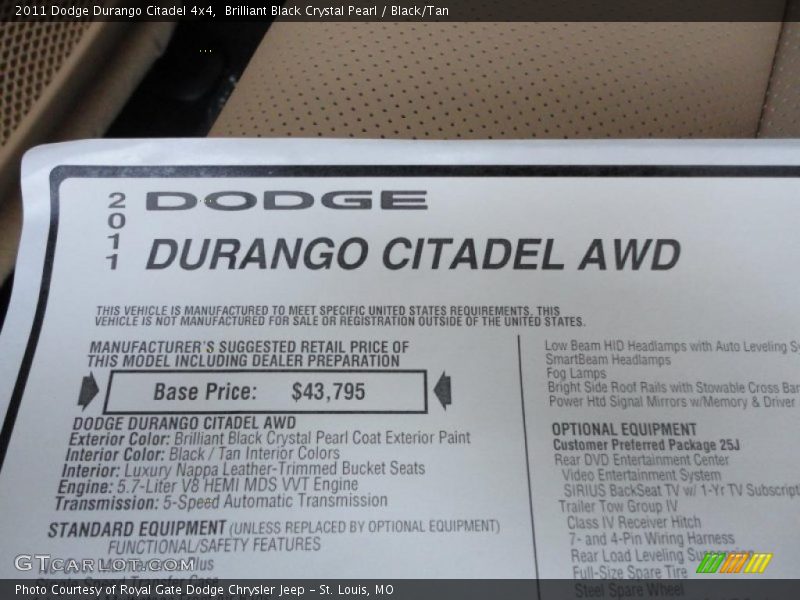 2011 Dodge Durango Citadel 4x4, Brilliant Black Crystal Pearl / Black/Tan
2011 DODGE
DURANGO CITADEL AWD
THIS VEHICLE IS MANUFACTURED TO MEET SPECIFIC UNITED STATES REQUIREMENTS. THIS
VEHICLE IS NOT MANUFACTURED FOR SALE OR REGISTRATION OUTSIDE OF THE UNITED STATES.
MANUFACTURER'S SUGGESTED RETAIL PRICE OF
THIS MODEL INCLUDING DEALER PREPARATION
Base Price: $43,795
DODGE DURANGO CITADEL AWD
Exterior Color: Brilliant Black Crystal Pearl Coat Exterior Paint
Interior Color: Black / Tan Interior Colors
Interior: Luxury Nappa Leather-Trimmed Bucket Seats
Engine: 5.7-Liter V8 HEMI MDS VVT Engine
Transmission: 5-Speed Automatic Transmission
STANDARD EQUIPMENT (UNLESS REPLACED BY OPTIONAL EQUIPMENT)
FUNCTIONAL/SAFETY FEATURES
Low Beam HID Headlamps with Auto Leveling
SmartBeam Headlamps
Fog Lamps
Bright Side Roof Rails with Stowable Cross Bar
Power Htd Signal Mirrors w/Memory & Driver
OPTIONAL EQUIPMENT
Customer Preferred Package 25J
Rear DVD Entertainment Center
Video Entertainment System
SIRIUS BackSeat TV w/ 1-Yr TV Subscript
Trailer Tow Group IV
Class IV Receiver Hitch
7- and 4-Pin Wiring Harness
Rear Load Leveling Suspension
Full-Size Spare Tire
Steel Spare Wheel
GTCARLOT.COM
Photo Courtesy of Royal Gate Dodge Chrysler Jeep – St. Louis, MO